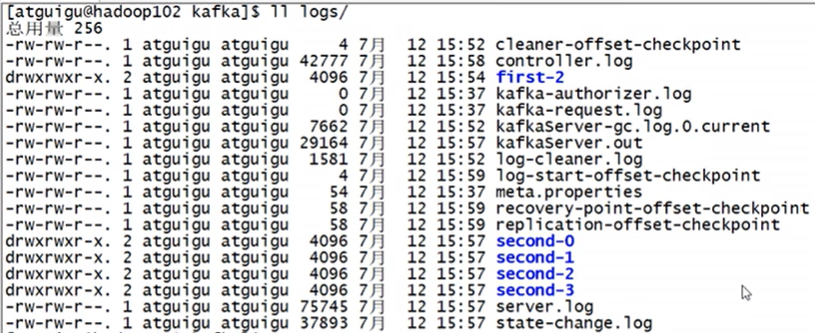 [atguigu@hadoop102 kafka]$ ll logs/
总用量 256
-rw-rw-r--. 1 atguigu atguigu     4 7月  12 15:52 cleaner-offset-checkpoint
-rw-rw-r--. 1 atguigu atguigu 42777 7月  12 15:58 controller.log
drwxrwxr-x. 2 atguigu atguigu  4096 7月  12 15:54 first-2
-rw-rw-r--. 1 atguigu atguigu     0 7月  12 15:37 kafka-authorizer.log
-rw-rw-r--. 1 atguigu atguigu     0 7月  12 15:37 kafka-request.log
-rw-rw-r--. 1 atguigu atguigu  7662 7月  12 15:52 kafkaServer-gc.log.0.current
-rw-rw-r--. 1 atguigu atguigu 29164 7月  12 15:57 kafkaServer.out
-rw-rw-r--. 1 atguigu atguigu  1581 7月  12 15:52 log-cleaner.log
-rw-rw-r--. 1 atguigu atguigu     4 7月  12 15:59 log-start-offset-checkpoint
-rw-rw-r--. 1 atguigu atguigu    54 7月  12 15:37 meta.properties
-rw-rw-r--. 1 atguigu atguigu    58 7月  12 15:59 recovery-point-offset-checkpoint
-rw-rw-r--. 1 atguigu atguigu    58 7月  12 15:59 replication-offset-checkpoint
drwxrwxr-x. 2 atguigu atguigu  4096 7月  12 15:57 second-0
drwxrwxr-x. 2 atguigu atguigu  4096 7月  12 15:57 second-1
drwxrwxr-x. 2 atguigu atguigu  4096 7月  12 15:57 second-2
drwxrwxr-x. 2 atguigu atguigu  4096 7月  12 15:57 second-3
-rw-rw-r--. 1 atguigu atguigu 75745 7月  12 15:57 server.log
-rw-rw-r--. 1 atguigu atguigu 37893 7月  12 15:57 state-change.log